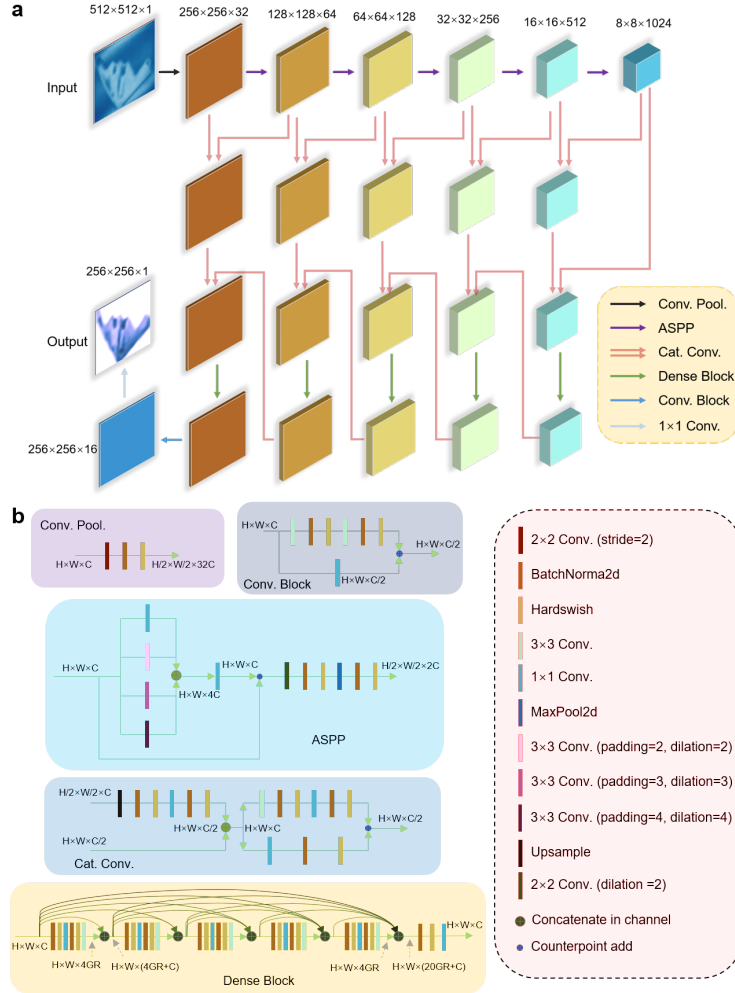 a
512×512×1
256×256×32
128×128×64
64×64×128
32×32×256
16×16×512
8×8×1024
Input
256×256×1
Output
256×256×16
Conv. Pool.
ASPP
Cat. Conv.
Dense Block
Conv. Block
1×1 Conv.
b
Conv. Pool.
H×W×C
H/2×W/2×32C
H×W×C
H×W×C/2
H×W×C/2
Conv. Block
H×W×C
H×W×4C
H×W×C
H/2×W/2×2C
ASPP
H/2×W/2×C
H×W×C/2
H×W×C/2
H×W×C
H×W×C/2
Cat. Conv.
H×W×C
H×W×4GR
H×W×(4GR+C)
H×W×4GR
H×W×(20GR+C)
H×W×C
Dense Block
2×2 Conv. (stride=2)
BatchNorma2d
Hardswish
3×3 Conv.
1×1 Conv.
MaxPool2d
3×3 Conv. (padding=2, dilation=2)
3×3 Conv. (padding=3, dilation=3)
3×3 Conv. (padding=4, dilation=4)
Upsample
2×2 Conv. (dilation =2)
Concatenate in channel
Counterpoint add